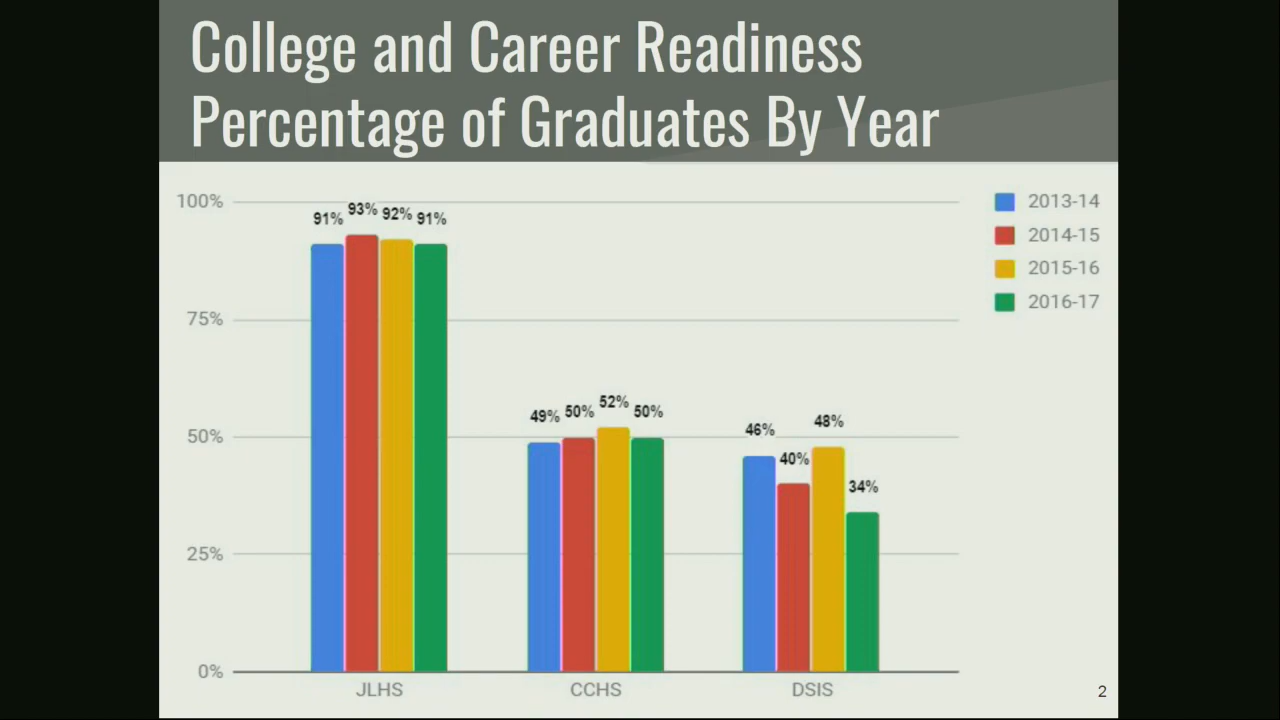 College and Career Readiness
Percentage of Graduates By Year
100%
75%
50%
25%
0%
91% 93% 92% 91%
49% 50% 52% 50%
46% 40% 48% 34%
JLHS CCHS DSIS
2013-14
2014-15
2015-16
2016-17
2